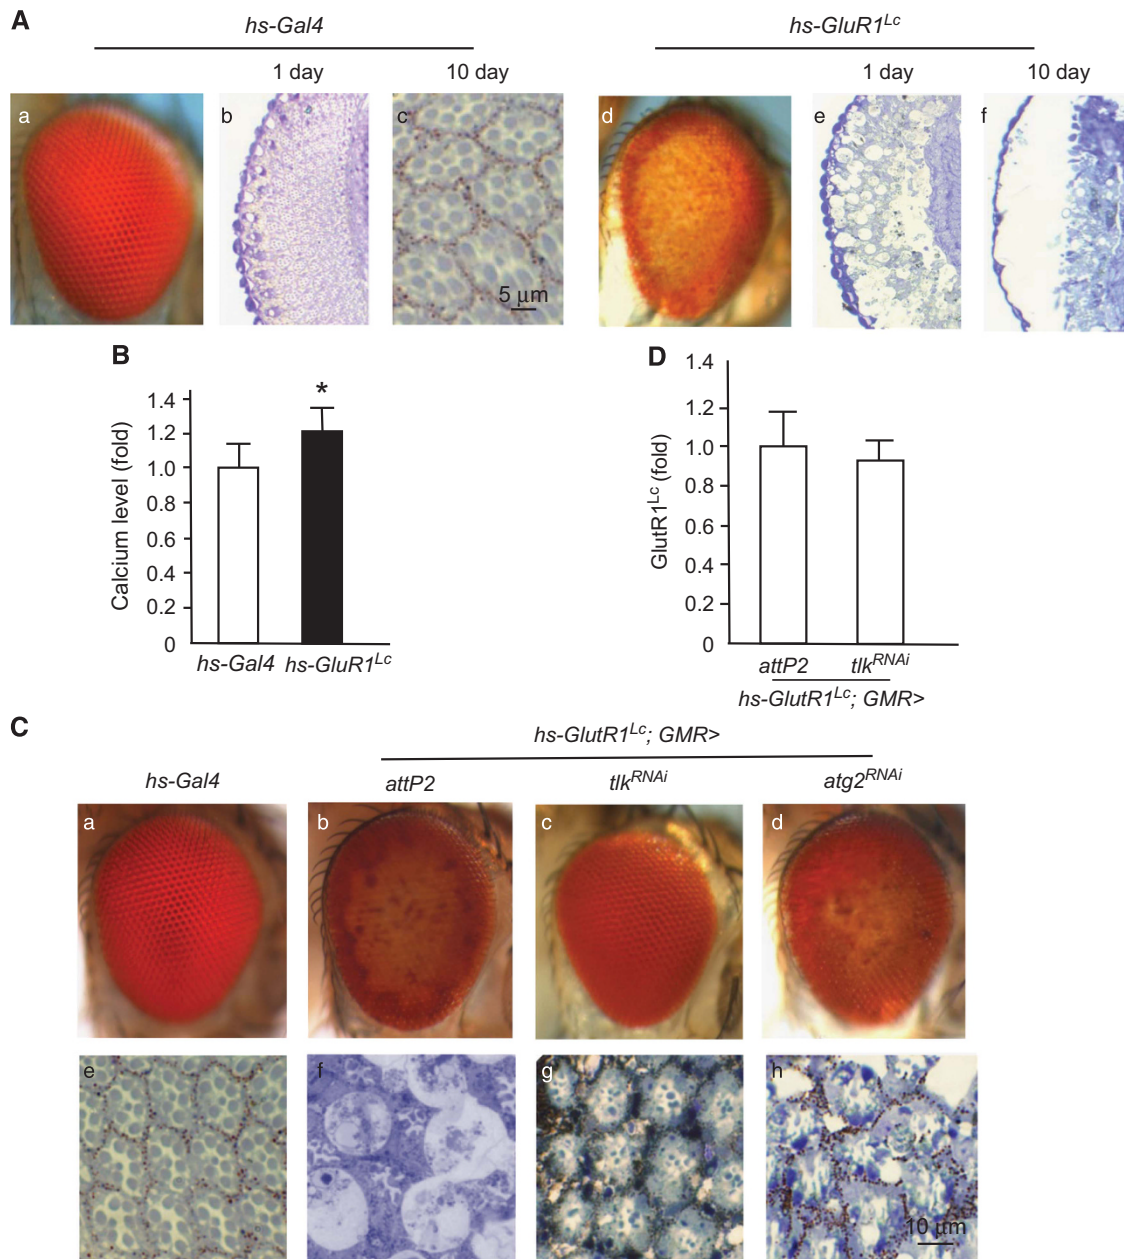 A
hs-Gal4
hs-GluR1Lc
1 day
10 day
1 day
10 day
a
b
c
d
e
f
5 μm
B
D
1.4
1.2
1.0
0.8
0.6
0.4
0.2
0
Calcium level (fold)
*
hs-Gal4
hs-GluR1Lc
1.4
1.2
1.0
0.8
0.6
0.4
0.2
0
GlutR1Lc (fold)
attP2
tlkRNAi
hs-GlutR1Lc; GMR>
C
hs-GlutR1Lc; GMR>
hs-Gal4
attP2
tlkRNAi
atg2RNAi
a
b
c
d
e
f
g
h
10 μm